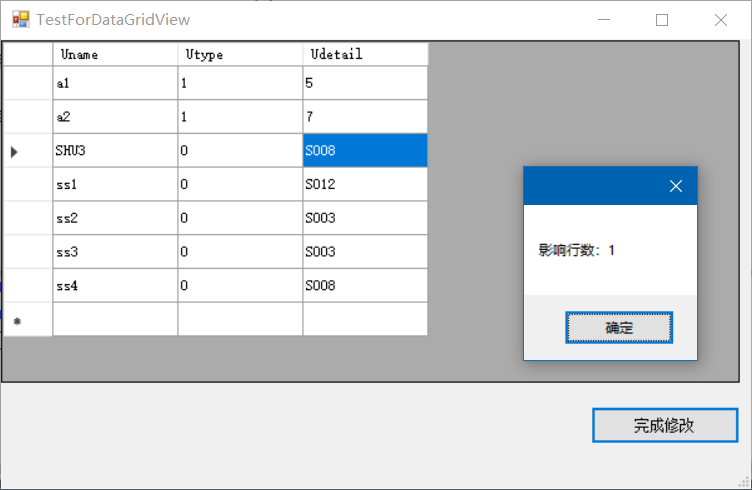 TestForDataGridView
Uname Utype Udetail
a1 1 5
a2 1 7
SHU3 0 S008
ss1 0 S012
ss2 0 S003
ss3 0 S003
ss4 0 S008
影响行数：1
确定
完成修改